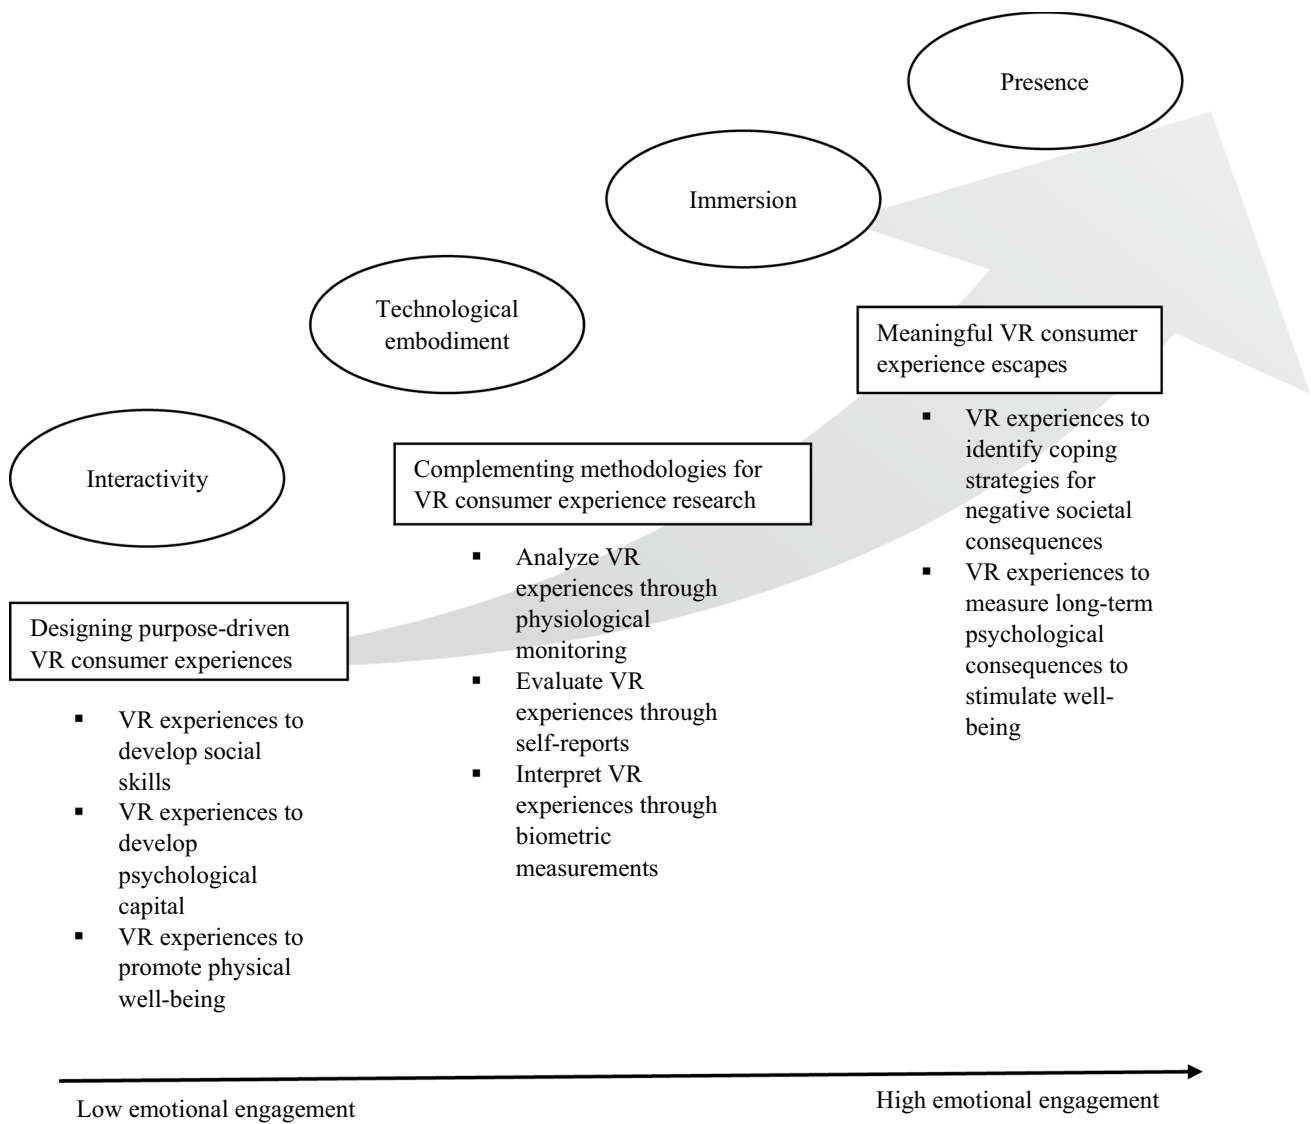 Presence
Immersion
Technological
embodiment
Interactivity
Meaningful VR consumer
experience escapes
▪ VR experiences to
identify coping
strategies for
negative societal
consequences
▪ VR experiences to
measure long-term
psychological
consequences to
stimulate well-
being
Complementing methodologies for
VR consumer experience research
▪ Analyze VR
experiences through
physiological
monitoring
▪ Evaluate VR
experiences through
self-reports
▪ Interpret VR
experiences through
biometric
measurements
Designing purpose-driven
VR consumer experiences
▪ VR experiences to
develop social
skills
▪ VR experiences to
develop
psychological
capital
▪ VR experiences to
promote physical
well-being
Low emotional engagement
High emotional engagement